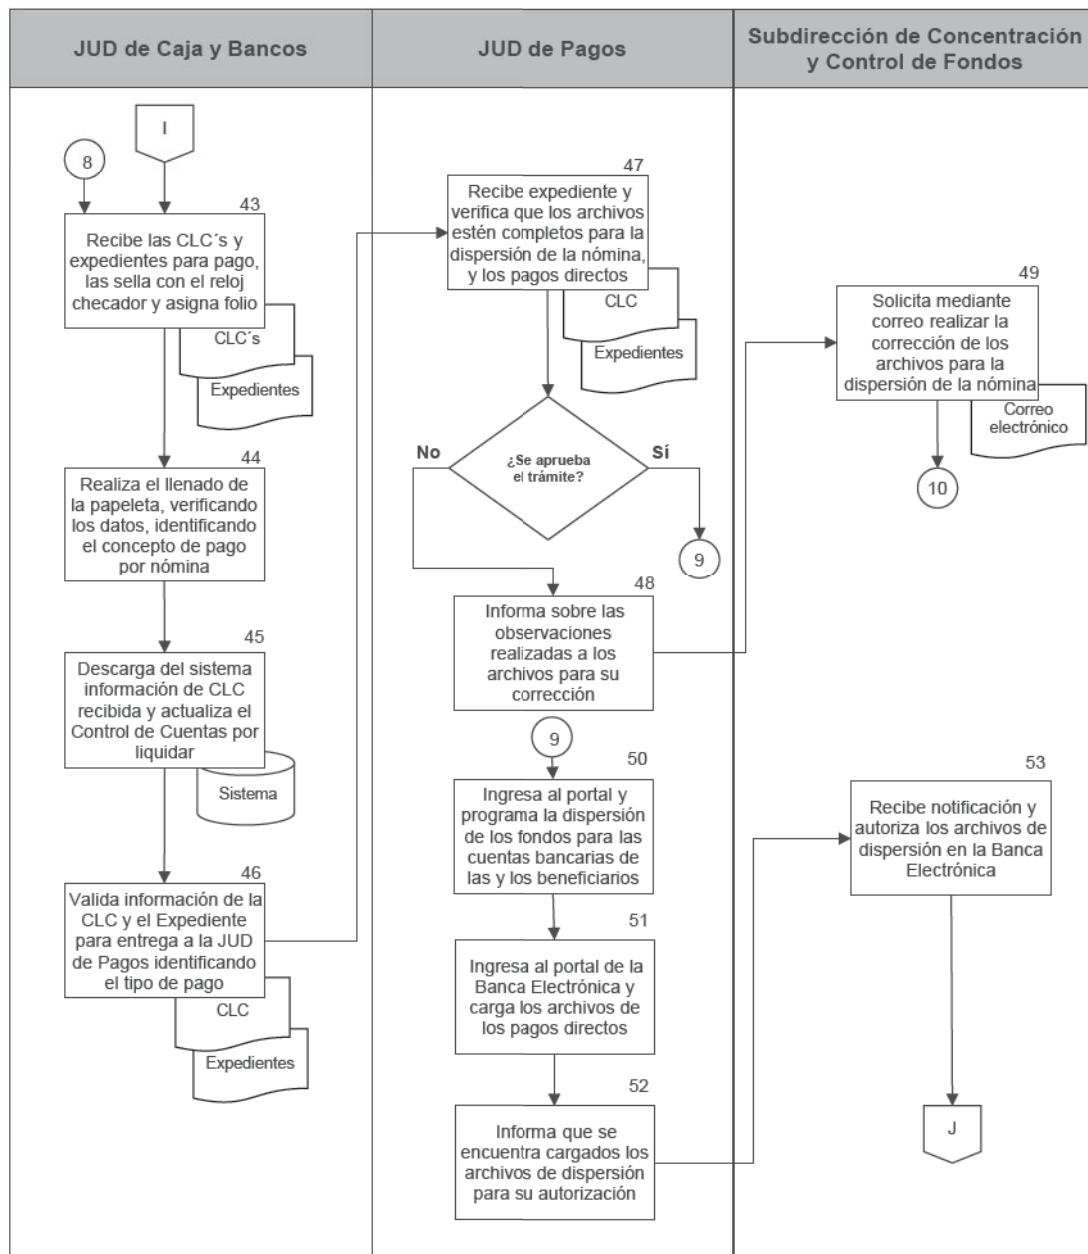 JUD de Caja y Bancos
I
8
43
Recibe las CLC´s y
expedientes para pago,
las sella con el reloj
checador y asigna folio
CLC´s
Expedientes
44
Realiza el llenado de
la papeleta, verificando
los datos, identificando
el concepto de pago
por nómina
45
Descarga del sistema
información de CLC
recibida y actualiza el
Control de Cuentas por
liquidar
Sistema
46
Valida información de la
CLC y el Expediente
para entrega a la JUD
de Pagos identificando
el tipo de pago
CLC
Expedientes
JUD de Pagos
47
Recibe expediente y
verifica que los archivos
estén completos para la
dispersión de la nómina,
y los pagos directos
CLC
Expedientes
¿Se aprueba
el trámite?
No
Sí
9
48
Informa sobre las
observaciones
realizadas a los
archivos para su
corrección
9
50
Ingresa al portal y
programa la dispersión
de los fondos para las
cuentas bancarias de
las y los beneficiarios
51
Ingresa al portal de la
Banca Electrónica y
carga los archivos de
los pagos directos
52
Informa que se
encuentra cargados los
archivos de dispersión
para su autorización
Subdirección de Concentración
y Control de Fondos
49
Solicita mediante
correo realizar la
corrección de los
archivos para la
dispersión de la nómina
Correo
electrónico
10
53
Recibe notificación y
autoriza los archivos de
dispersión en la Banca
Electrónica
J